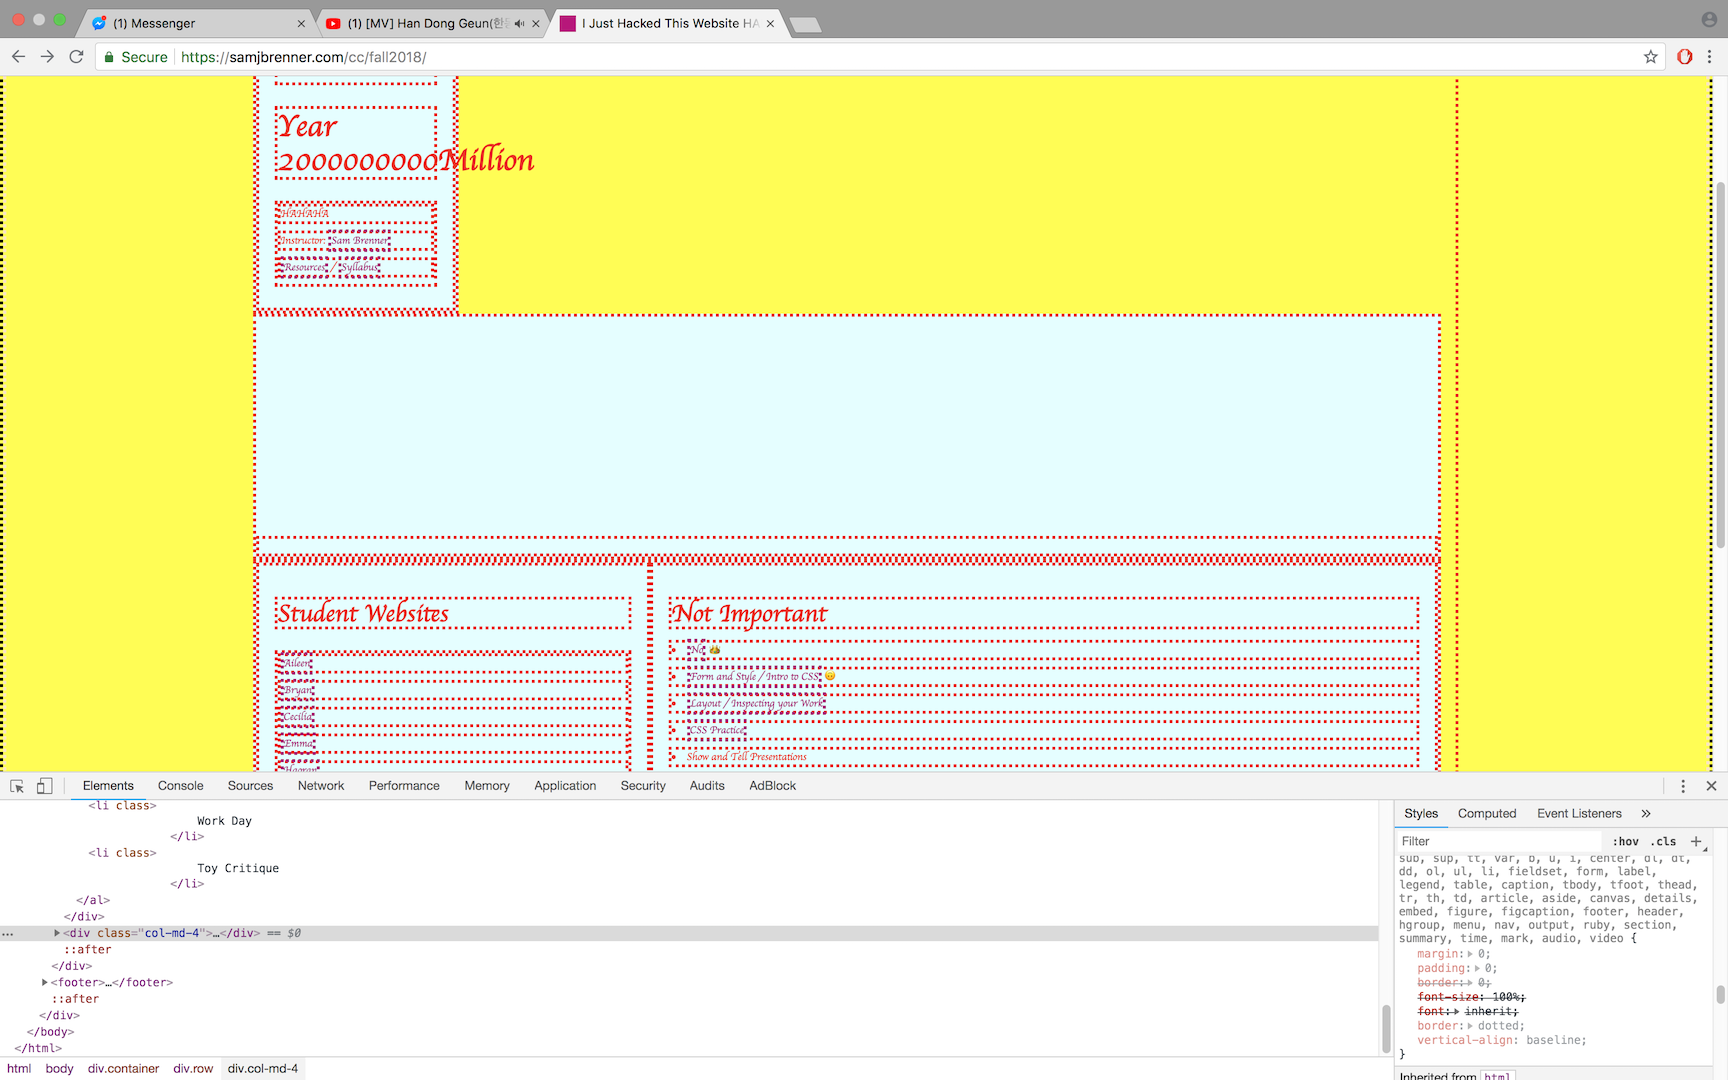 (1) Messenger
(1) [MV] Han Dong Geun(한
I Just Hacked This Website HA
Secure
https://samjbrenner.com/cc/fall2018/
Year
2000000000Million
HAHAHA
Instructor: Sam Brenner
Resources / Syllabus
Student Websites
Aileen
Bryan
Cecilia
Emma
Haoran
Not Important
No
Form and Style / Intro to CSS
Layout / Inspecting your Work
CSS Practice
Show and Tell Presentations
Elements
Console
Sources
Network
Performance
Memory
Application
Security
Audits
AdBlock
<li class>
Work Day
</li>
<li class>
Toy Critique
</li>
</al>
</div>
<div class="col-md-4">…</div> == $0
::after
</div>
<footer>…</footer>
::after
</div>
</body>
</html>
html body div.container div.row div.col-md-4
Styles
Computed
Event Listeners
»
Filter
:hov .cls +
sub, sup, tt, var, b, u, i, center, dl, dt,
dd, ol, ul, li, fieldset, form, label,
legend, table, caption, tbody, tfoot, thead,
tr, th, td, article, aside, canvas, details,
embed, figure, figcaption, footer, header,
hgroup, menu, nav, output, ruby, section,
summary, time, mark, audio, video {
margin: 0;
padding: 0;
border: 0;
font-size: 100%;
font: inherit;
border: dotted;
vertical-align: baseline;
}
Inherited from html